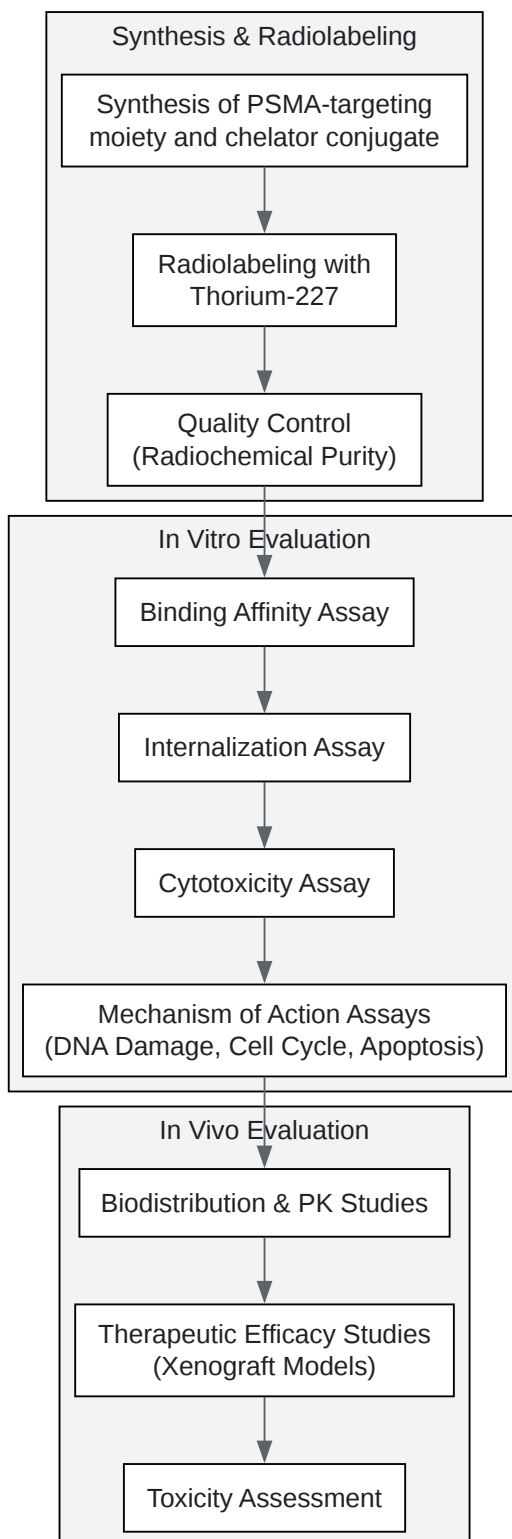 Synthesis & Radiolabeling
Synthesis of PSMA-targeting
moiety and chelator conjugate
Radiolabeling with
Thorium-227
Quality Control
(Radiochemical Purity)
In Vitro Evaluation
Binding Affinity Assay
Internalization Assay
Cytotoxicity Assay
Mechanism of Action Assays
(DNA Damage, Cell Cycle, Apoptosis)
In Vivo Evaluation
Biodistribution & PK Studies
Therapeutic Efficacy Studies
(Xenograft Models)
Toxicity Assessment